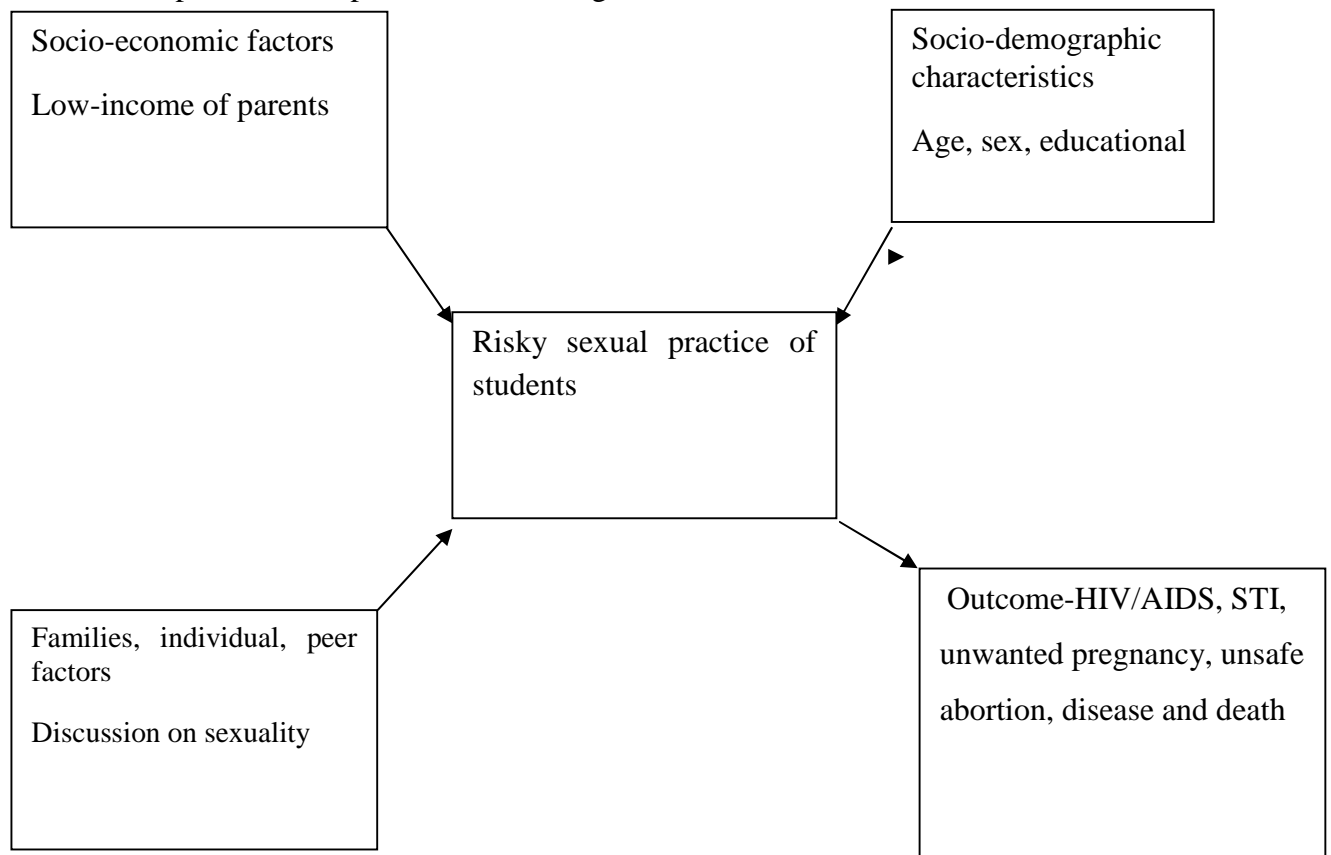 Socio-economic factors
Low-income of parents
Socio-demographic
characteristics
Age, sex, educational
Risky sexual practice of
students
Families, individual, peer
factors
Discussion on sexuality
Outcome-HIV/AIDS, STI,
unwanted pregnancy, unsafe
abortion, disease and death